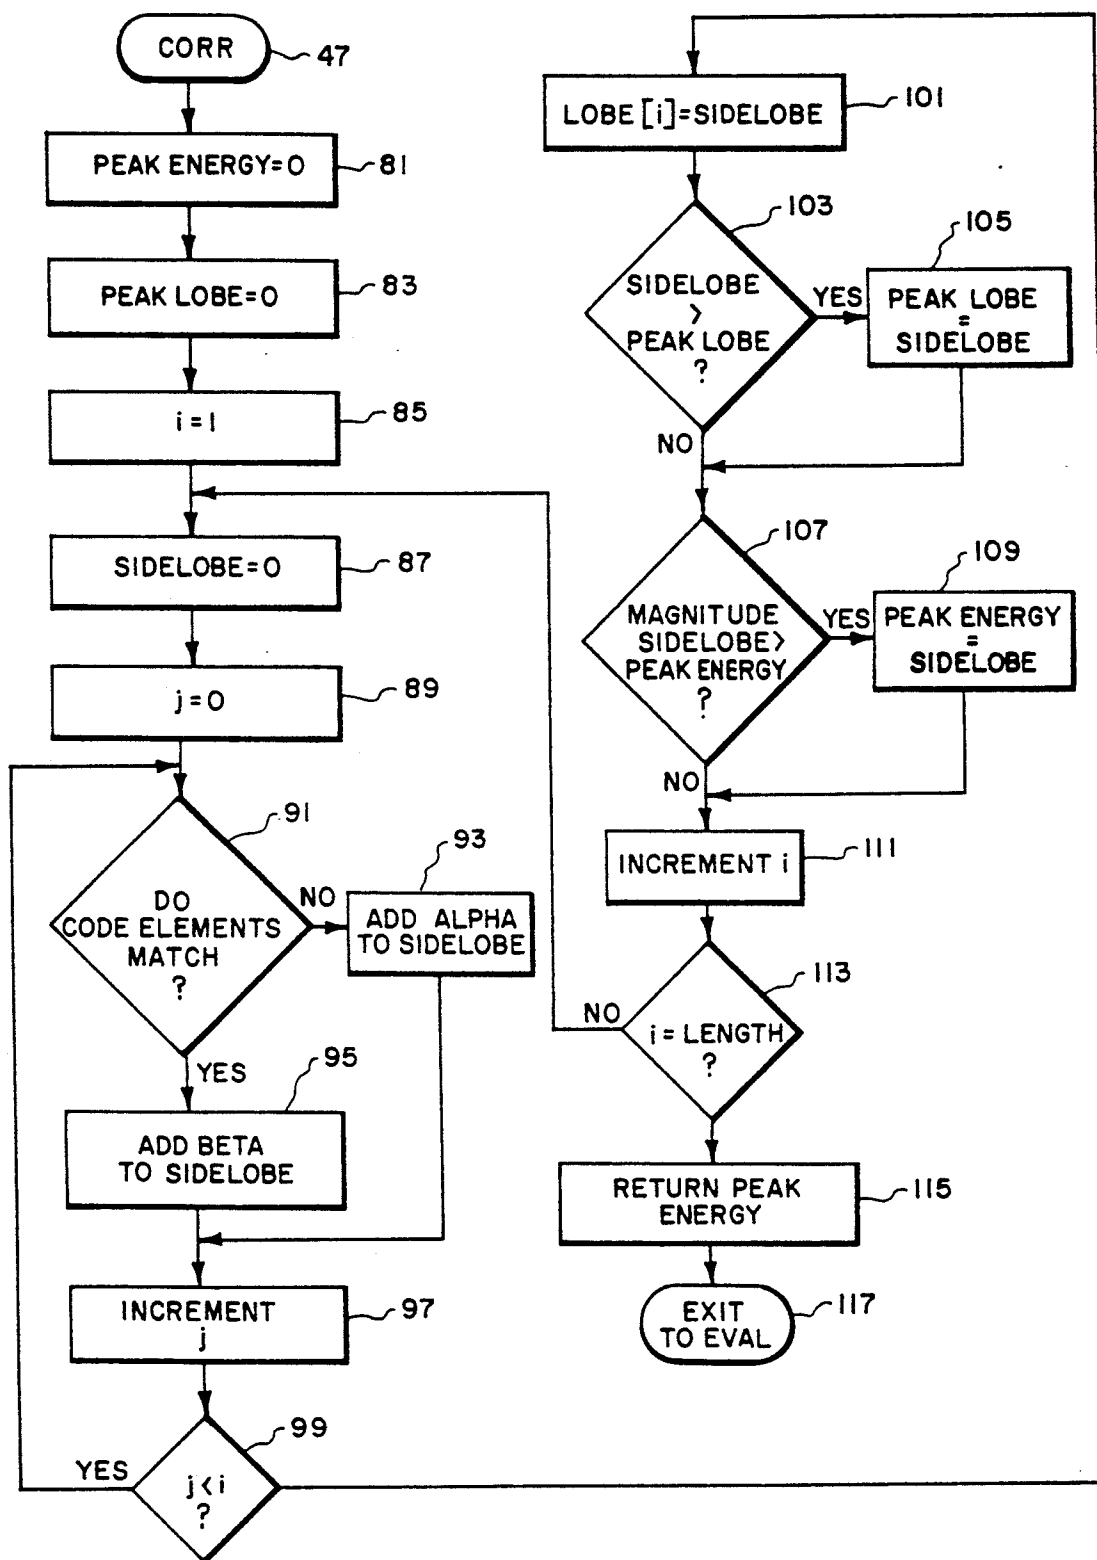 CORR
47
PEAK ENERGY=0
81
PEAK LOBE=0
83
i=1
85
SIDELOBE=0
87
j=0
89
91
DO
CODE ELEMENTS
MATCH
?
NO
93
ADD ALPHA
TO SIDELOBE
YES
95
ADD BETA
TO SIDELOBE
INCREMENT
j
97
99
YES
j<i
?
101
LOBE [i]=SIDELOBE
103
SIDELOBE
>
PEAK LOBE
?
YES
105
PEAK LOBE
=
SIDELOBE
NO
107
MAGNITUDE
SIDELOBE>
PEAK ENERGY
?
YES
109
PEAK ENERGY
=
SIDELOBE
NO
INCREMENT i
111
113
NO
i=LENGTH
?
RETURN PEAK
ENERGY
115
EXIT
TO EVAL
117